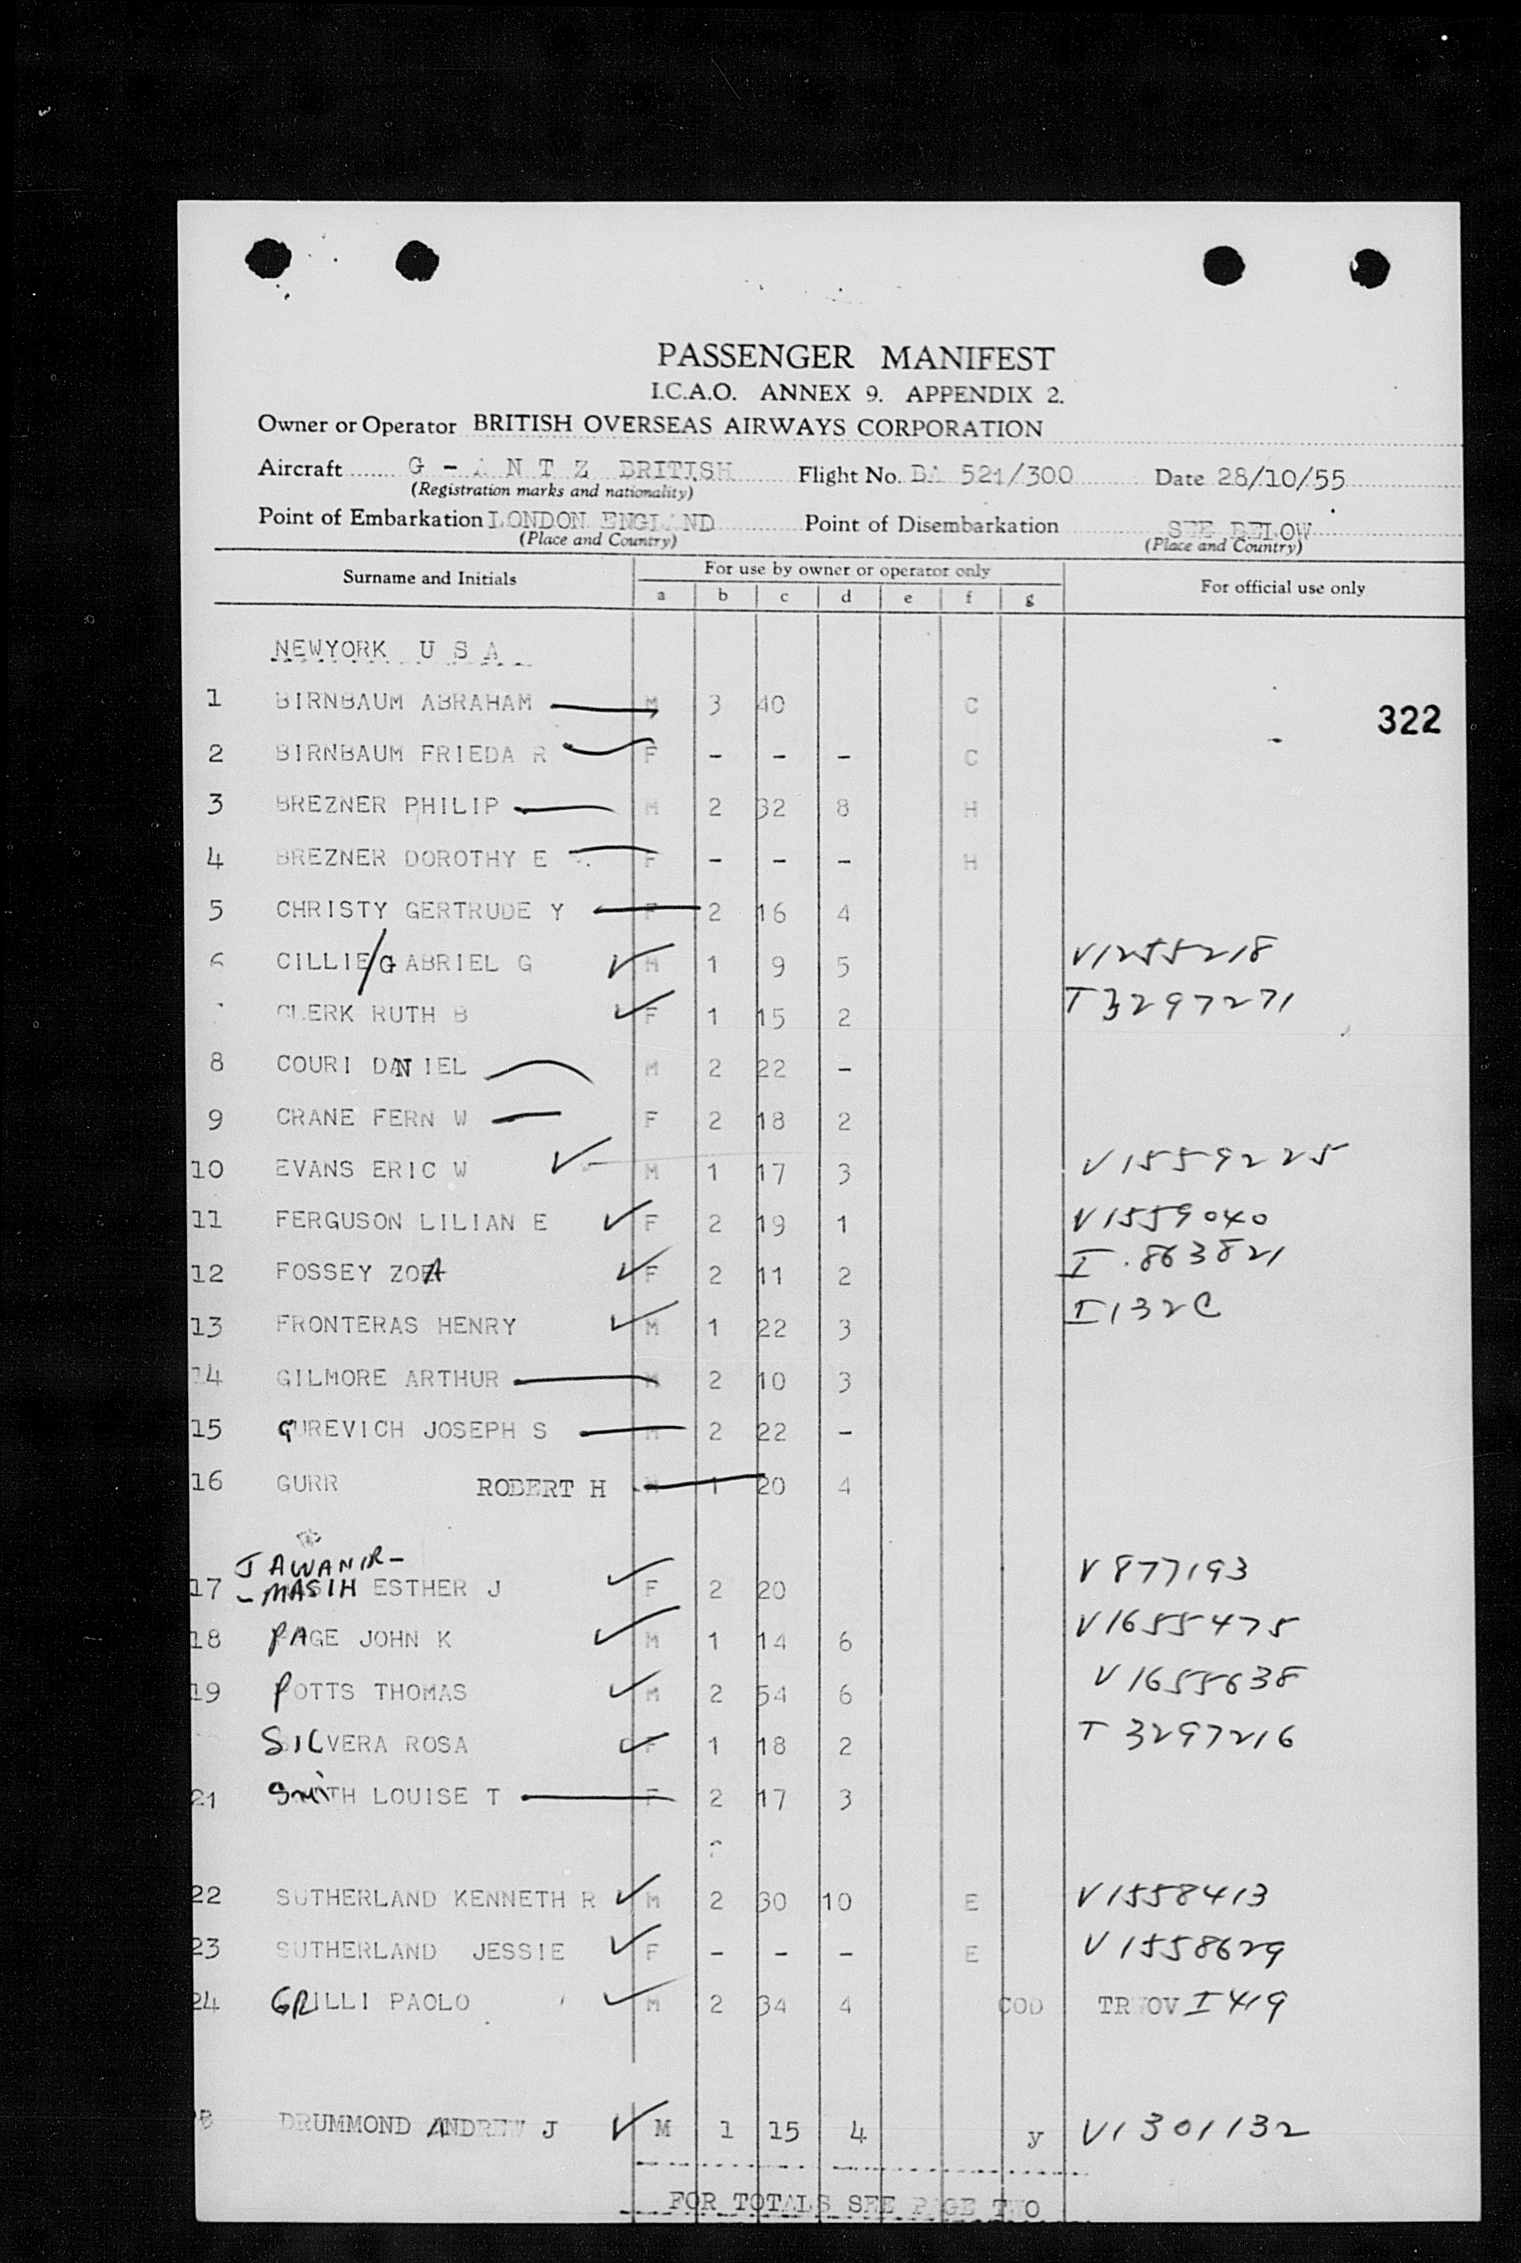 PASSENGER MANIFEST
I.C.A.O. ANNEX 9. APPENDIX 2.
Owner or Operator BRITISH OVERSEAS AIRWAYS CORPORATION
Aircraft G - A N T Z BRITISH Flight No. BA 521/300 Date 28/10/55
(Registration marks and nationality)
Point of Embarkation LONDON ENGLAND Point of Disembarkation SEE BELOW
(Place and Country) (Place and Country)
Surname and Initials For use by owner or operator only For official use only
a b c d e f g
NEWYORK U S A
1 BIRNBAUM ABRAHAM M 3 40 C
322
2 BIRNBAUM FRIEDA R F - - - C
3 BREZNER PHILIP M 2 32 8 H
4 BREZNER DOROTHY E F - - - H
5 CHRISTY GERTRUDE Y F 2 16 4
6 CILLIE/GABRIEL G M 1 9 5 V1255218
CLERK RUTH B F 1 15 2 T3297271
8 COURI DANIEL M 2 22 -
9 CRANE FERN W F 2 18 2
10 EVANS ERIC W M 1 17 3 V1559225
11 FERGUSON LILIAN E F 2 19 1 V1559040
12 FOSSEY ZOE F 2 11 2 I.863821
13 FRONTERAS HENRY M 1 22 3 I132C
14 GILMORE ARTHUR M 2 10 3
15 GUREVICH JOSEPH S M 2 22 -
16 GURR ROBERT H M 1 20 4
JAWANIR-
17 -MASIH ESTHER J F 2 20 V877193
18 PAGE JOHN K M 1 14 6 V1655475
19 POTTS THOMAS M 2 54 6 V1655638
SILVERA ROSA F 1 18 2 T3297216
21 SMITH LOUISE T F 2 17 3
22 SUTHERLAND KENNETH R M 2 30 10 E V1558413
23 SUTHERLAND JESSIE F - - - E V1558629
24 GRILLI PAOLO M 2 34 4 COD I419
DRUMMOND ANDREW J M 1 15 4 y V1301132
FOR TOTALS SEE PAGE TWO